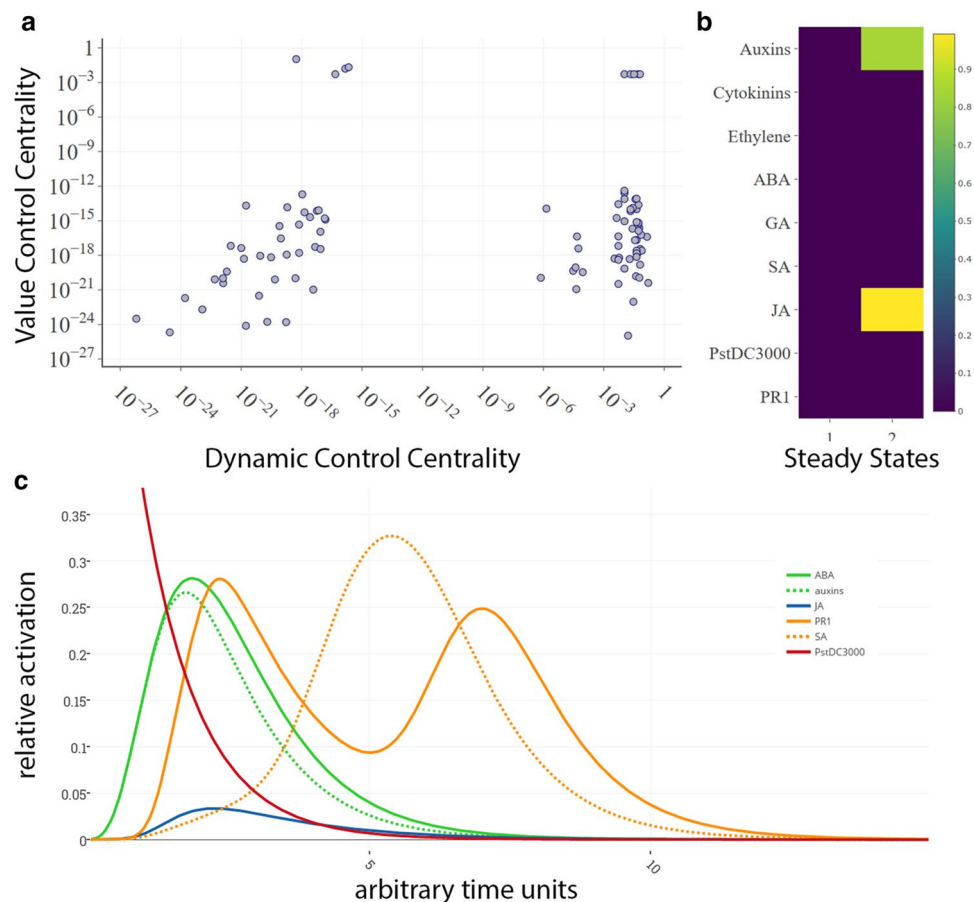 a
Value Control Centrality
1
10⁻³
10⁻⁶
10⁻⁹
10⁻¹²
10⁻¹⁵
10⁻¹⁸
10⁻²¹
10⁻²⁴
10⁻²⁷
10⁻²⁷ 10⁻²⁴ 10⁻²¹ 10⁻¹⁸ 10⁻¹⁵ 10⁻¹² 10⁻⁹ 10⁻⁶ 10⁻³ 1
Dynamic Control Centrality
b
Auxins
Cytokinins
Ethylene
ABA
GA
SA
JA
PstDC3000
PR1
1 2
Steady States
0.9
0.8
0.7
0.6
0.5
0.4
0.3
0.2
0.1
0
c
relative activation
0.35
0.3
0.25
0.2
0.15
0.1
0.05
0
5 10
arbitrary time units
ABA
auxins
JA
PR1
SA
PstDC3000